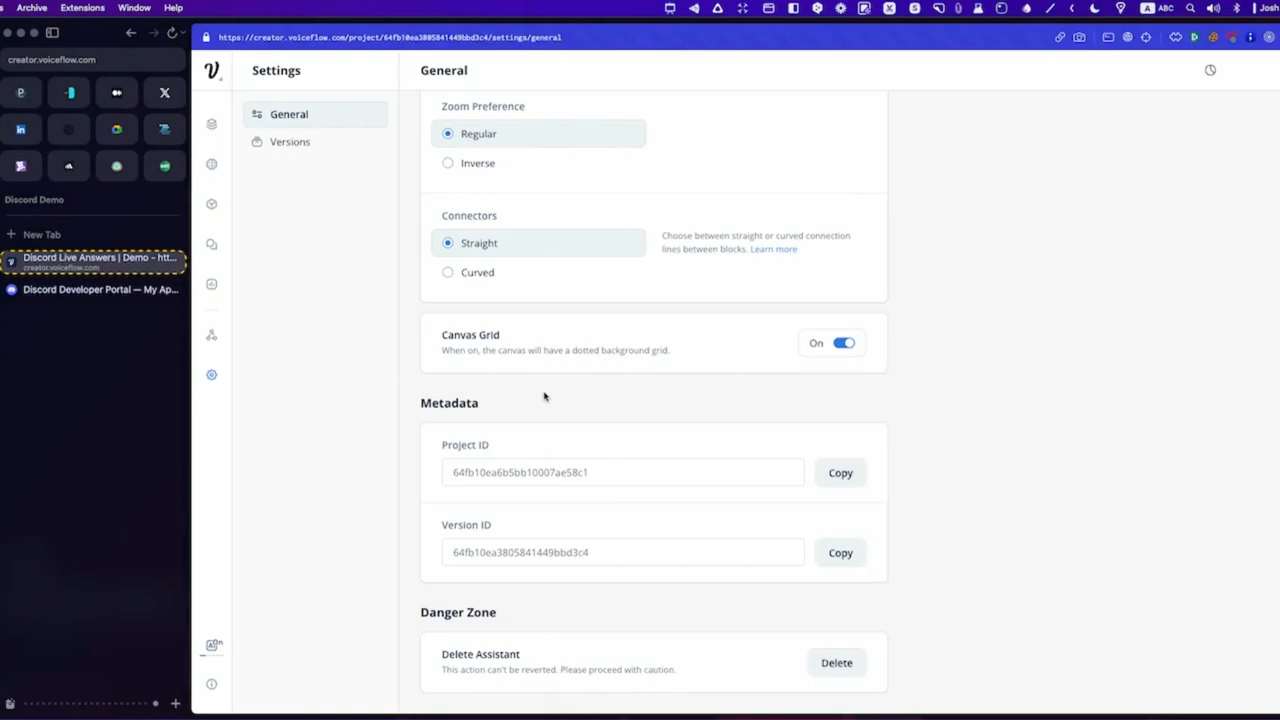 Archive Extensions Window Help
ABC Josh
https://creator.voiceflow.com/project/64fb10ea3805841449bbd3c4/settings/general
creator.voiceflow.com
Settings
General
General
Versions
Zoom Preference
Regular
Inverse
Discord Demo
New Tab
Discord Live Answers | Demo - htt...
creator.voiceflow.com
Discord Developer Portal — My Ap...
Connectors
Straight
Choose between straight or curved connection
lines between blocks. Learn more
Curved
Canvas Grid
When on, the canvas will have a dotted background grid.
On
Metadata
Project ID
64fb10ea6b5bb10007ae58c1
Copy
Version ID
64fb10ea3805841449bbd3c4
Copy
Danger Zone
Delete Assistant
This action can't be reverted. Please proceed with caution.
Delete